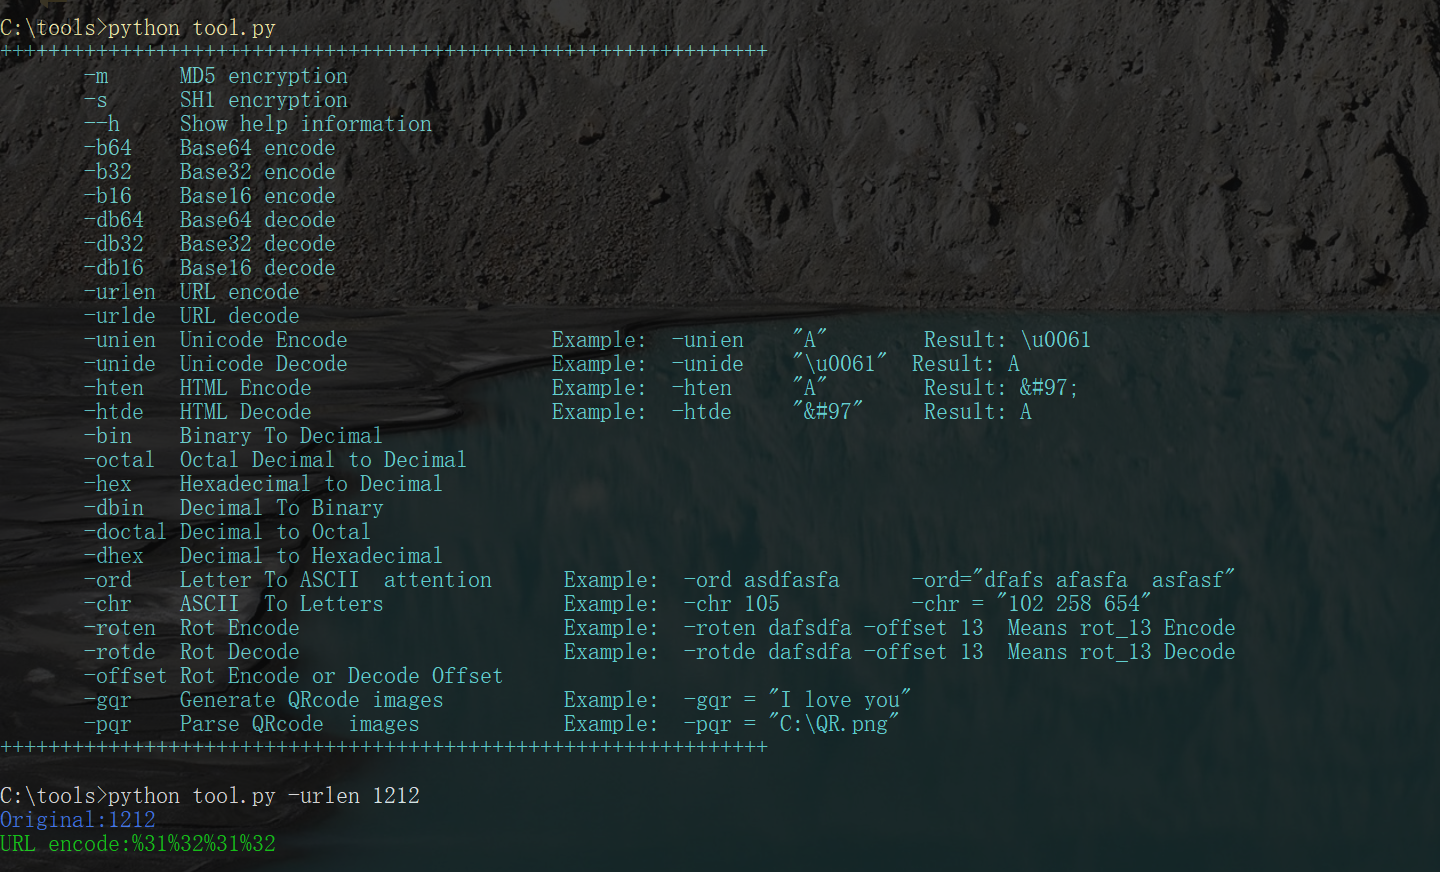 C:\tools>python tool.py
++++++++++++++++++++++++++++++++++++++++++++++++++++++++++++++++
-m MD5 encryption
-s SH1 encryption
--h Show help information
-b64 Base64 encode
-b32 Base32 encode
-b16 Base16 encode
-db64 Base64 decode
-db32 Base32 decode
-db16 Base16 decode
-urlen URL encode
-urlde URL decode
-unien Unicode Encode Example: -unien "A" Result: \u0061
-unide Unicode Decode Example: -unide "\u0061" Result: A
-hten HTML Encode Example: -hten "A" Result: &#97;
-htde HTML Decode Example: -htde "&#97" Result: A
-bin Binary To Decimal
-octal Octal Decimal to Decimal
-hex Hexadecimal to Decimal
-dbin Decimal To Binary
-doctal Decimal to Octal
-dhex Decimal to Hexadecimal
-ord Letter To ASCII attention Example: -ord asdfasfa -ord="dfafs afasfa asfasf"
-chr ASCII To Letters Example: -chr 105 -chr = "102 258 654"
-roten Rot Encode Example: -roten dafsdfa -offset 13 Means rot_13 Encode
-rotde Rot Decode Example: -rotde dafsdfa -offset 13 Means rot_13 Decode
-offset Rot Encode or Decode Offset
-gqr Generate QRcode images Example: -gqr = "I love you"
-pqr Parse QRcode images Example: -pqr = "C:\QR.png"
++++++++++++++++++++++++++++++++++++++++++++++++++++++++++++++++
C:\tools>python tool.py -urlen 1212
Original:1212
URL encode:%31%32%31%32